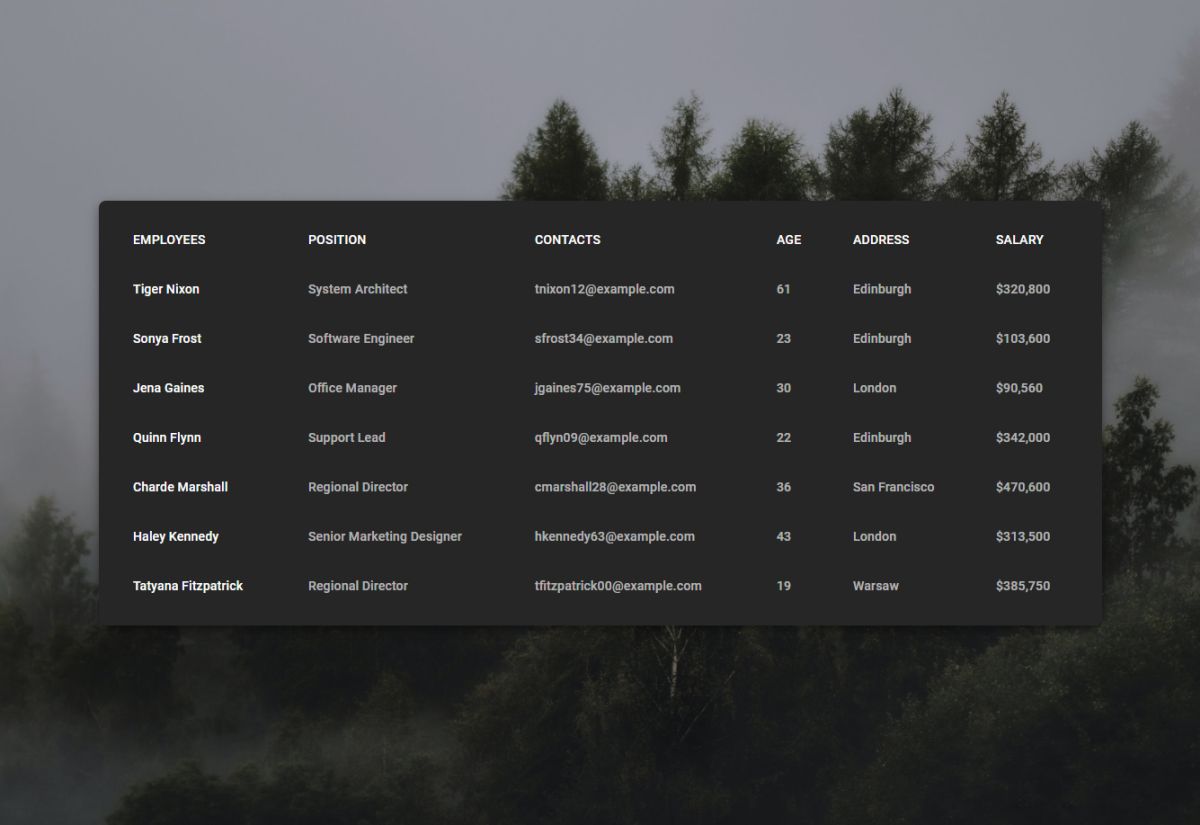 EMPLOYEES POSITION CONTACTS AGE ADDRESS SALARY
Tiger Nixon System Architect tnixon12@example.com 61 Edinburgh $320,800
Sonya Frost Software Engineer sfrost34@example.com 23 Edinburgh $103,600
Jena Gaines Office Manager jgaines75@example.com 30 London $90,560
Quinn Flynn Support Lead qflyn09@example.com 22 Edinburgh $342,000
Charde Marshall Regional Director cmarshall28@example.com 36 San Francisco $470,600
Haley Kennedy Senior Marketing Designer hkennedy63@example.com 43 London $313,500
Tatyana Fitzpatrick Regional Director tfitzpatrick00@example.com 19 Warsaw $385,750